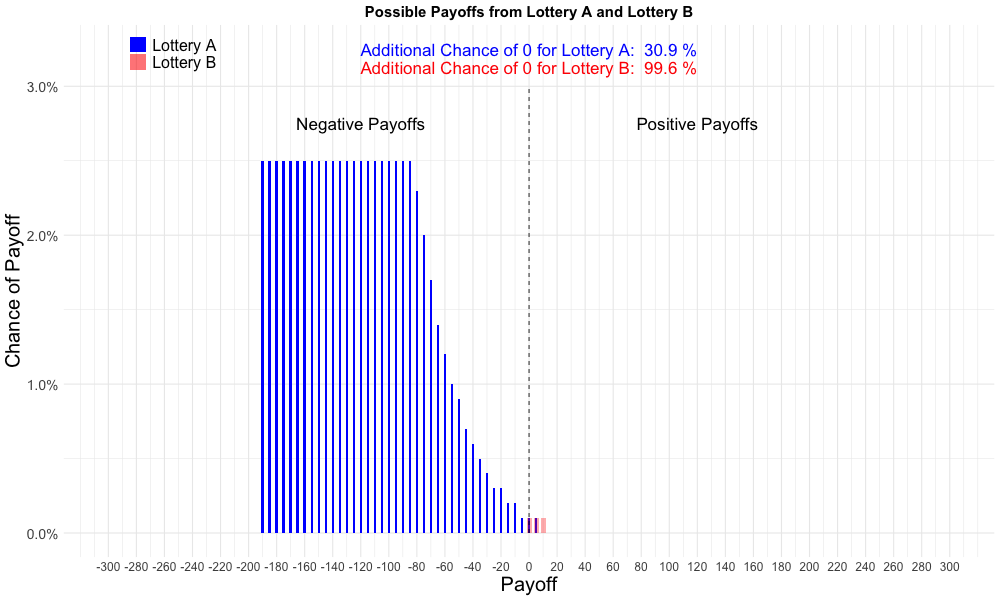 Possible Payoffs from Lottery A and Lottery B
Lottery A
Lottery B
Additional Chance of 0 for Lottery A:  30.9 %
Additional Chance of 0 for Lottery B:  99.6 %
Negative Payoffs
Positive Payoffs
Chance of Payoff
3.0%
2.0%
1.0%
0.0%
-300 -280 -260 -240 -220 -200 -180 -160 -140 -120 -100 -80 -60 -40 -20 0 20 40 60 80 100 120 140 160 180 200 220 240 260 280 300
Payoff